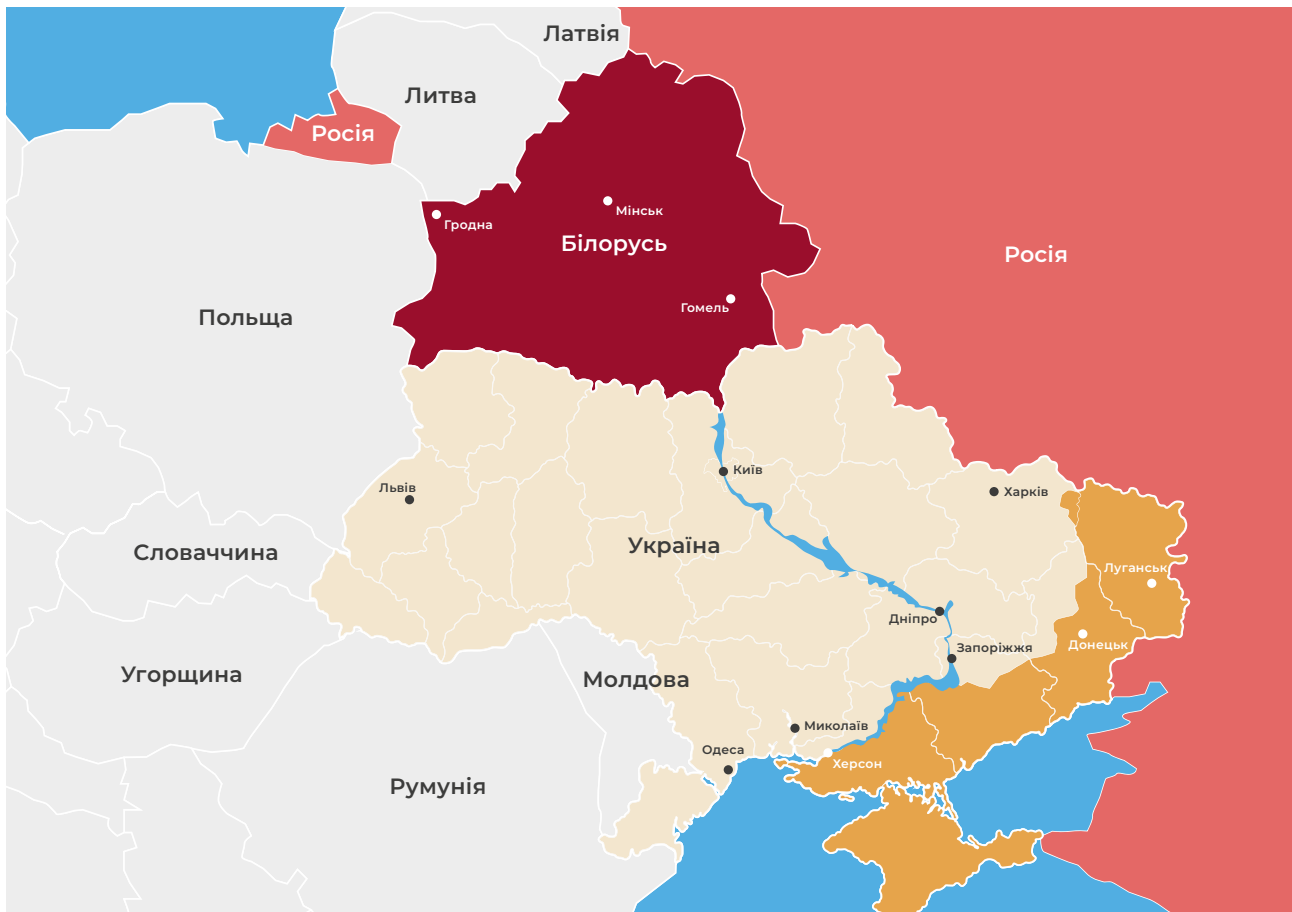 Латвія
Литва
Росія
Мінськ
Гродна
Білорусь
Росія
Гомель
Польща
Київ
Львів
Харків
Україна
Словаччина
Луганськ
Дніпро
Запоріжжя
Донецьк
Угорщина
Молдова
Миколаїв
Одеса
Херсон
Румунія